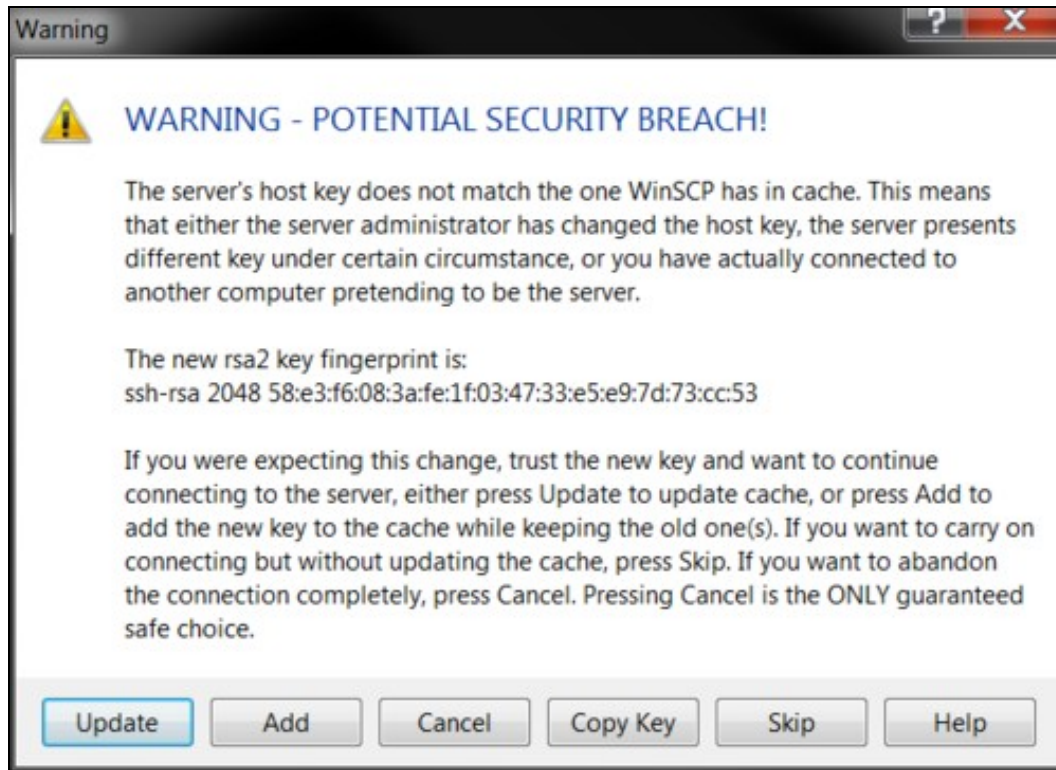 Warning
WARNING - POTENTIAL SECURITY BREACH!
The server's host key does not match the one WinSCP has in cache. This means
that either the server administrator has changed the host key, the server presents
different key under certain circumstance, or you have actually connected to
another computer pretending to be the server.
The new rsa2 key fingerprint is:
ssh-rsa 2048 58:e3:f6:08:3a:fe:1f:03:47:33:e5:e9:7d:73:cc:53
If you were expecting this change, trust the new key and want to continue
connecting to the server, either press Update to update cache, or press Add to
add the new key to the cache while keeping the old one(s). If you want to carry on
connecting but without updating the cache, press Skip. If you want to abandon
the connection completely, press Cancel. Pressing Cancel is the ONLY guaranteed
safe choice.
Update Add Cancel Copy Key Skip Help